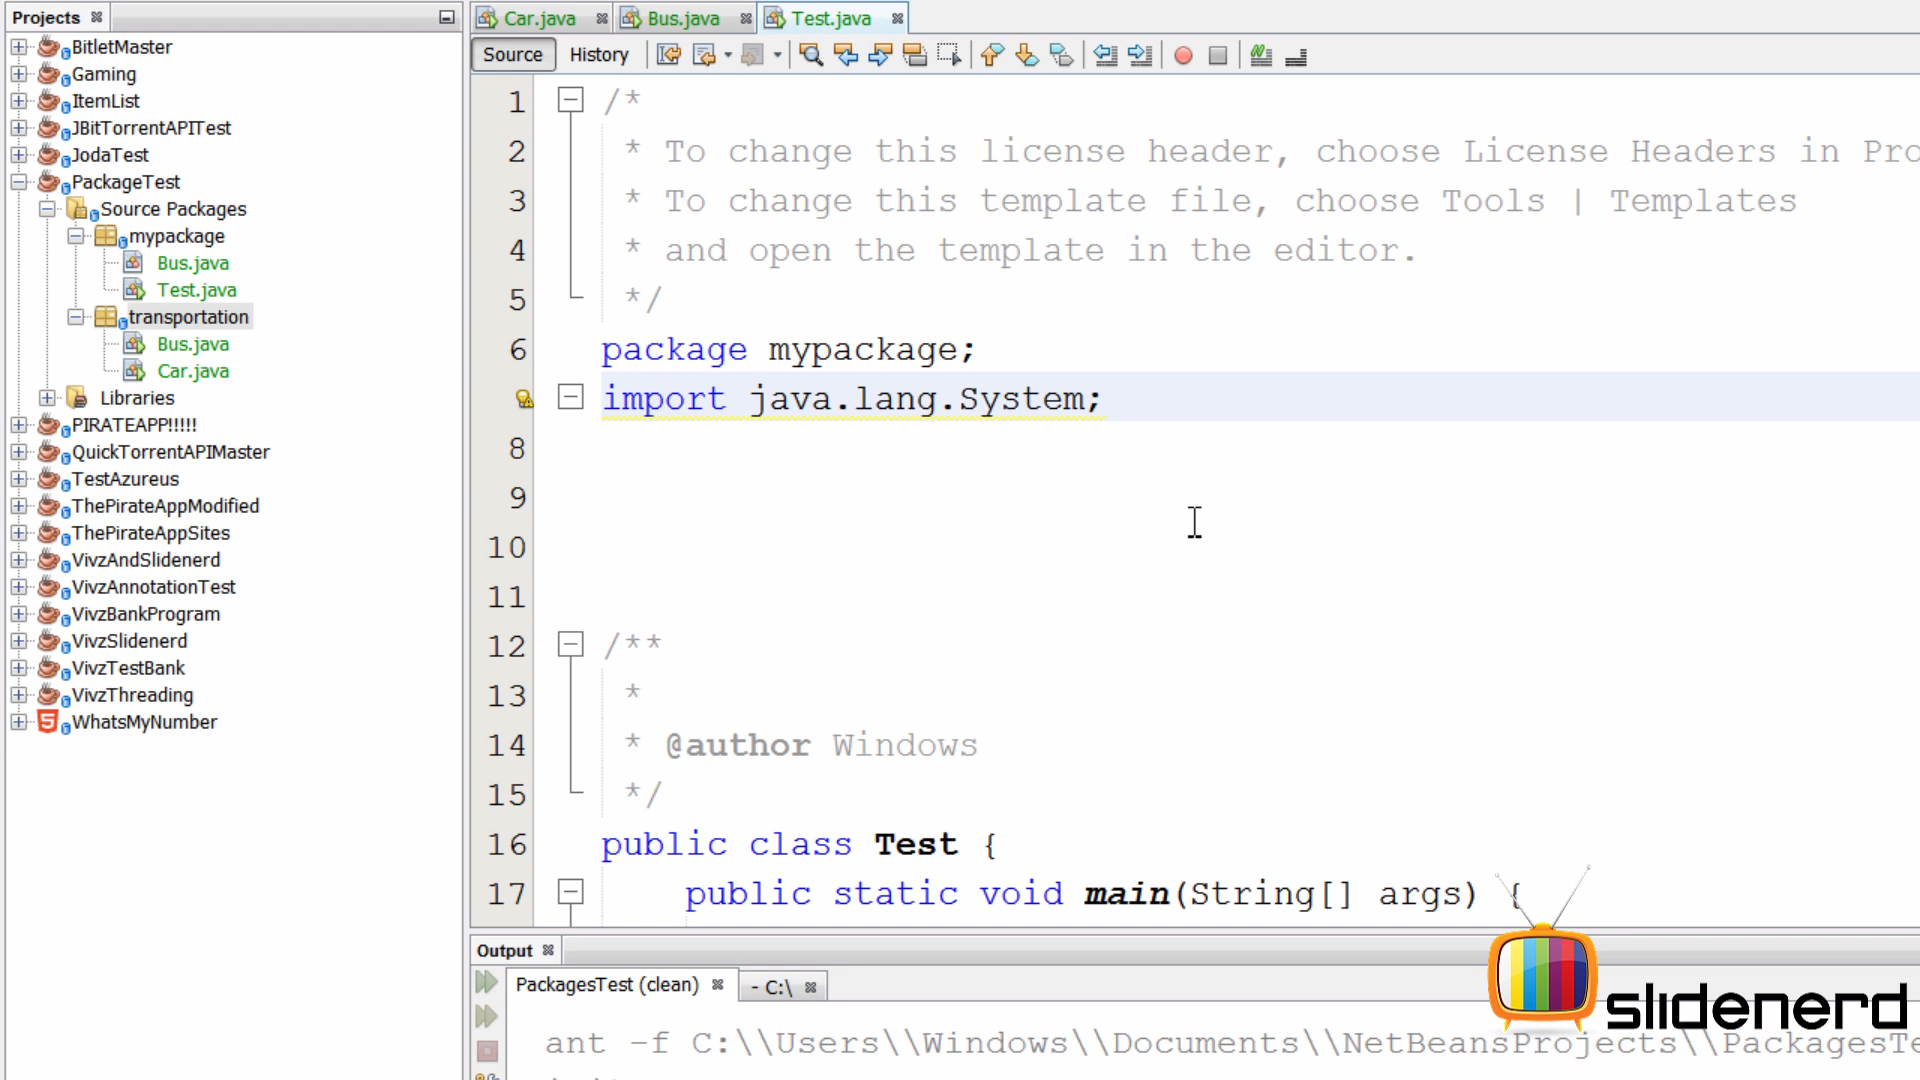 Projects
BitletMaster
Gaming
ItemList
JBitTorrentAPITest
JodaTest
PackageTest
Source Packages
mypackage
Bus.java
Test.java
transportation
Bus.java
Car.java
Libraries
PIRATEAPP!!!!!
QuickTorrentAPIMaster
TestAzureus
ThePirateAppModified
ThePirateAppSites
VivzAndSlidenerd
VivzAnnotationTest
VivzBankProgram
VivzSlidenerd
VivzTestBank
VivzThreading
WhatsMyNumber
Car.java Bus.java Test.java
Source History
1 /*
2 * To change this license header, choose License Headers in Pro
3 * To change this template file, choose Tools | Templates
4 * and open the template in the editor.
5 */
6 package mypackage;
import java.lang.System;
8
9
10
11
12 /**
13 *
14 * @author Windows
15 */
16 public class Test {
17 public static void main(String[] args) {
Output
PackagesTest (clean) - C:\
ant -f C:\\Users\\Windows\\Documents\\NetBeansProjects\\PackagesTe
slidenerd